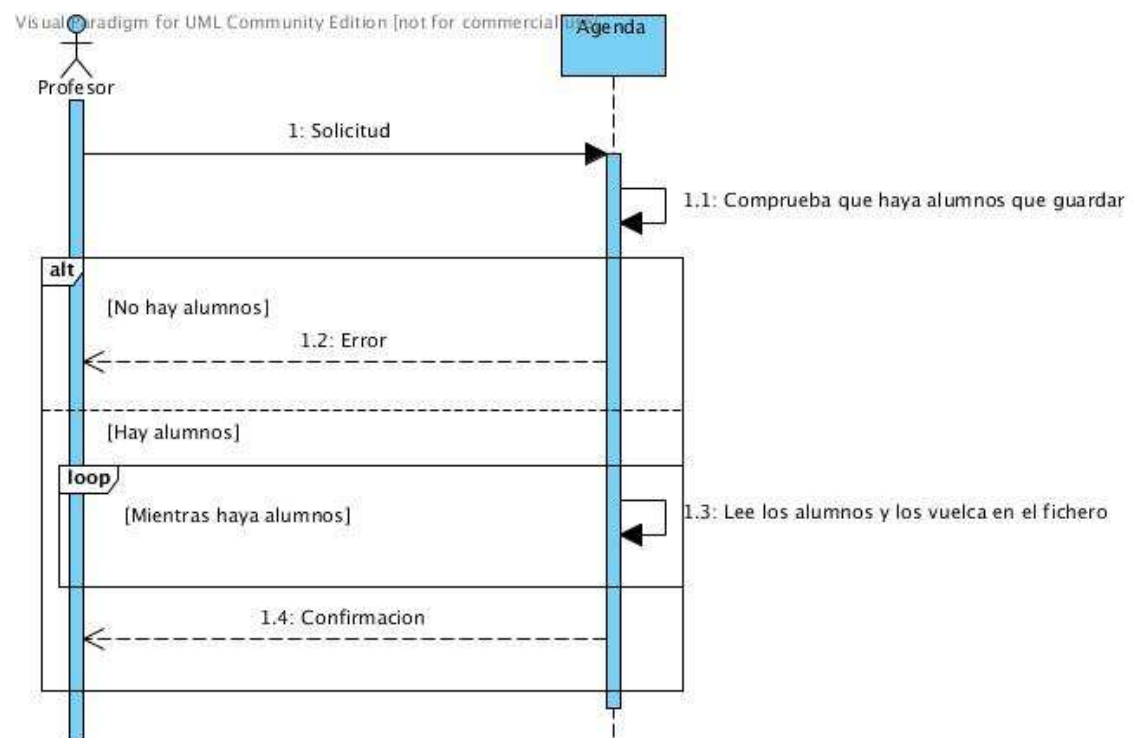 Visual Paradigm for UML Community Edition [not for commercial use]
Agenda
Profesor
1: Solicitud
1.1: Comprueba que haya alumnos que guardar
alt
[No hay alumnos]
1.2: Error
[Hay alumnos]
loop
[Mientras haya alumnos]
1.3: Lee los alumnos y los vuelca en el fichero
1.4: Confirmacion